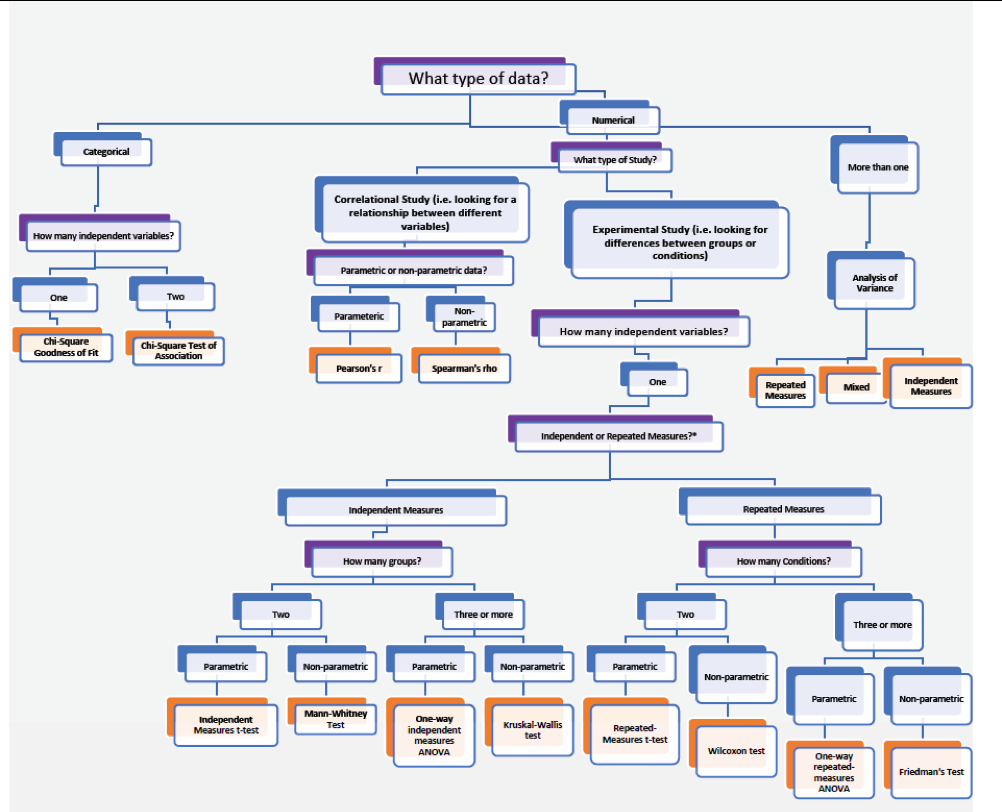 What type of data?
Numerical
Categorical
What type of Study?
More than one
Correlational Study (i.e. looking for a
relationship between different
variables)
Experimental Study (i.e. looking for
differences between groups or
conditions)
How many independent variables?
Parametric or non-parametric data?
Analysis of
Variance
One
Two
Parameteric
Non-
parametric
How many independent variables?
Chi-Square
Goodness of Fit
Chi-Square Test of
Association
Pearson's r
Spearman's rho
One
Repeated
Measures
Mixed
Independent
Measures
Independent or Repeated Measures?*
Independent Measures
Repeated Measures
How many groups?
How many Conditions?
Two
Three or more
Two
Three or more
Parametric
Non-parametric
Parametric
Non-parametric
Parametric
Non-parametric
Parametric
Non-parametric
Independent
Measures t-test
Mann-Whitney
Test
One-way
independent
measures
ANOVA
Kruskal-Wallis
test
Repeated-
Measures t-test
Wilcoxon test
One-way
repeated-
measures
ANOVA
Friedman's Test